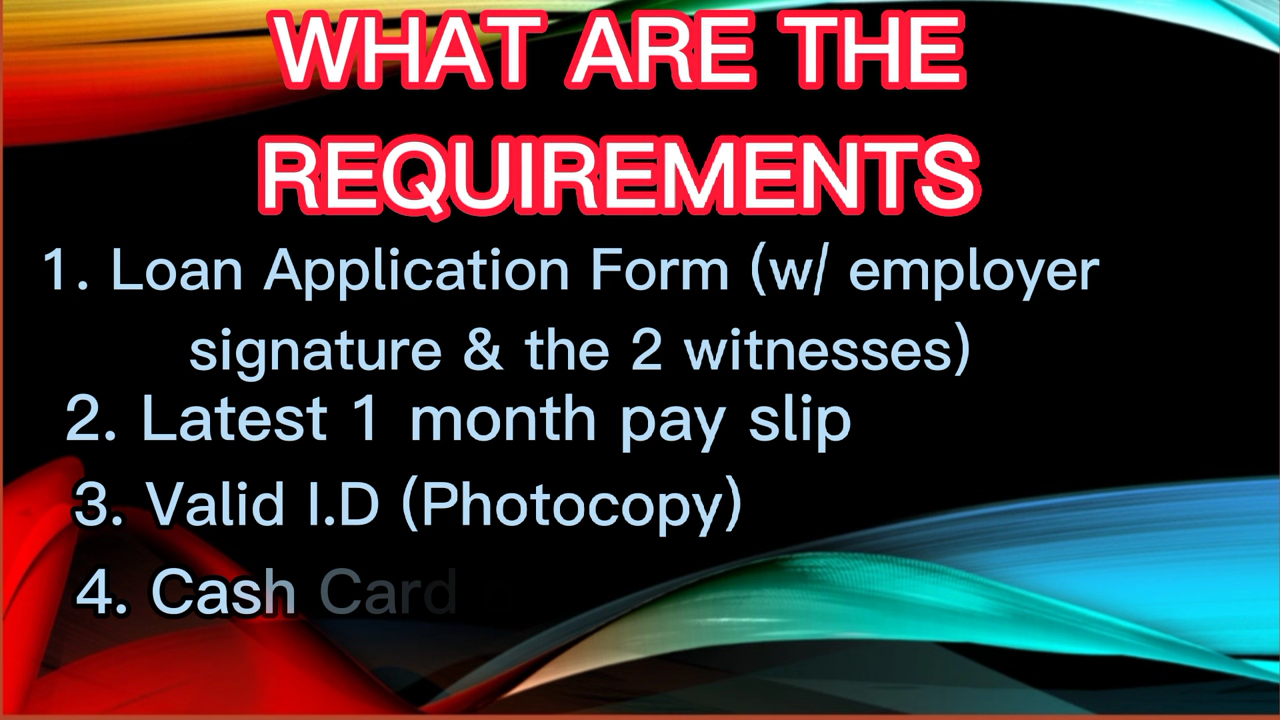 WHAT ARE THE
REQUIREMENTS
1. Loan Application Form (w/ employer
signature & the 2 witnesses)
2. Latest 1 month pay slip
3. Valid I.D (Photocopy)
4. Cash Card